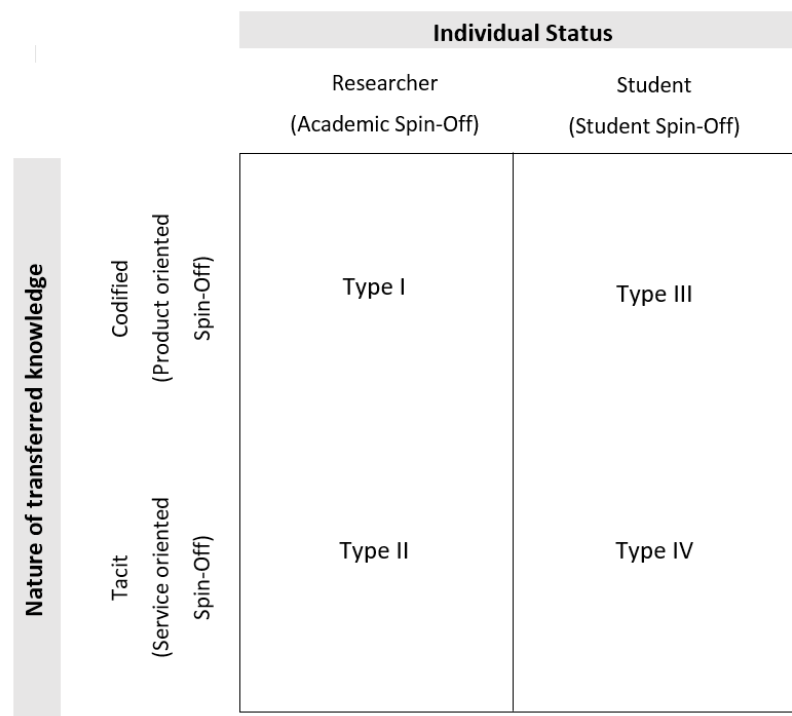 Individual Status
Researcher
(Academic Spin-Off)
Student
(Student Spin-Off)
Nature of transferred knowledge
Codified
(Product oriented
Spin-Off)
Type I
Type III
Tacit
(Service oriented
Spin-Off)
Type II
Type IV